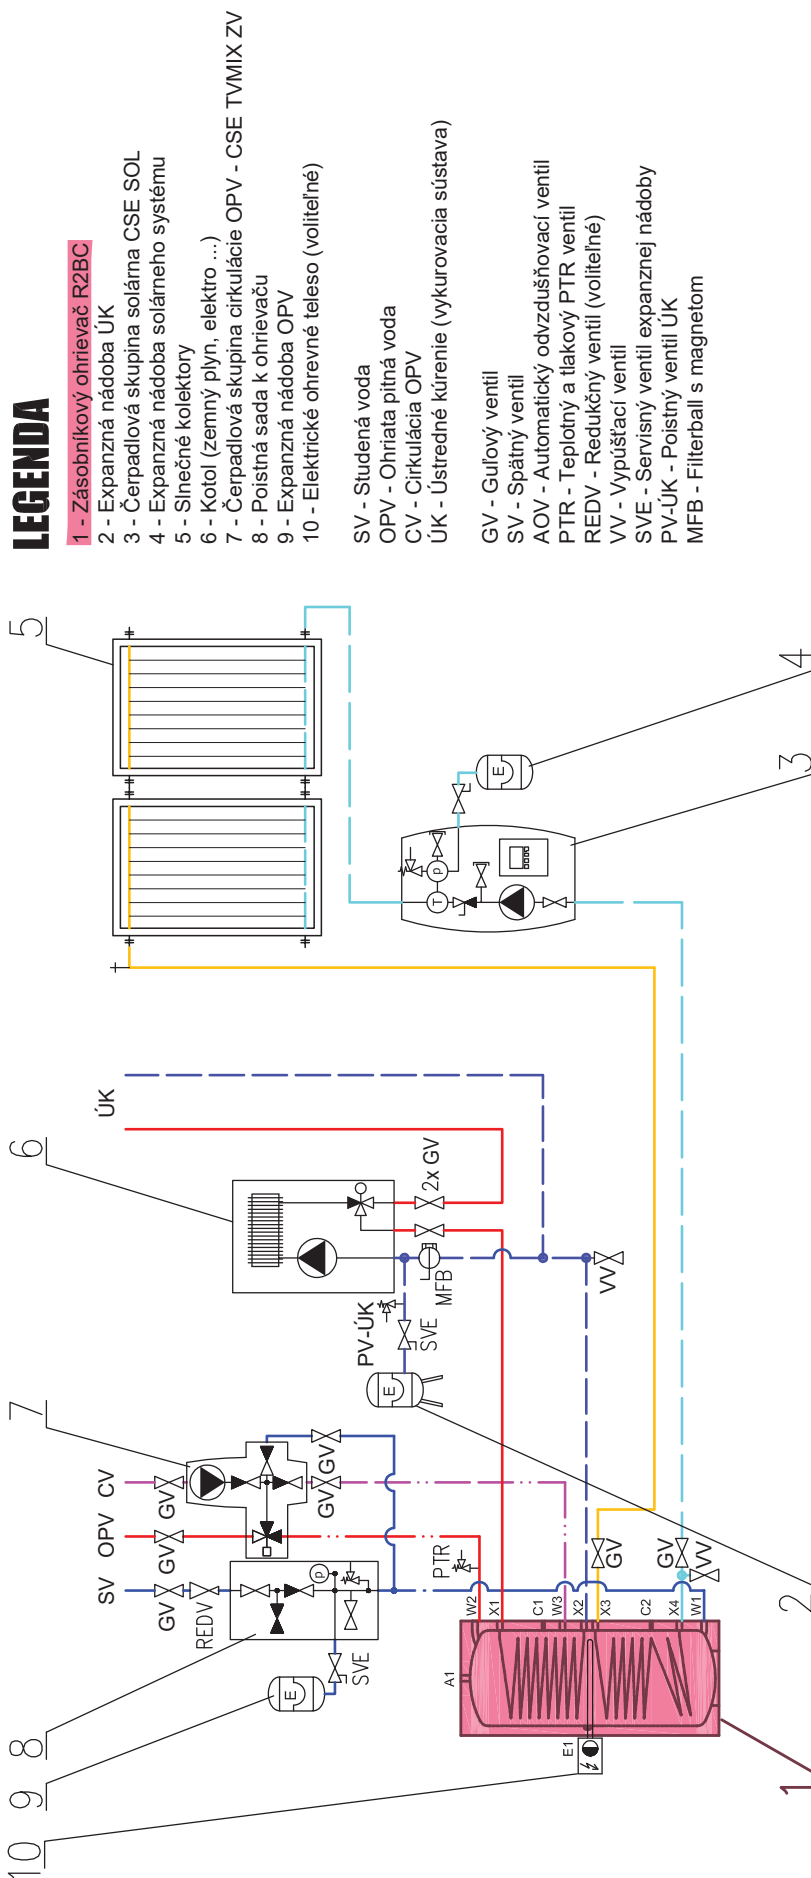 LEGENDA
1 - Zásobníkový ohrievač R2BC
2 - Expanzná nádoba ÚK
3 - Čerpadlová skupina solárna CSE SOL
4 - Expanzná nádoba solárneho systému
5 - Slnečné kolektory
6 - Kotol (zemný plyn, elektro ...)
7 - Čerpadlová skupina cirkulácie OPV - CSE TVMIX ZV
8 - Poistná sada k ohrievaču
9 - Expanzná nádoba OPV
10 - Elektrické ohrevné teleso (voliteľné)
SV - Studená voda
OPV - Ohriata pitná voda
CV - Cirkulácia OPV
ÚK - Ústredné kúrenie (vykurovacia sústava)
GV - Guľový ventil
SV - Spätný ventil
AOV - Automatický odvzdušňovací ventil
PTR - Teplotný a tlakový PTR ventil
REDV - Redukčný ventil (voliteľné)
VV - Vypúšťací ventil
SVE - Servisný ventil expanznej nádoby
PV-ÚK - Poistný ventil ÚK
MFB - Filterball s magnetom
10
9
8
7
6
5
SV
OPV
CV
ÚK
GV
GV
GV
REDV
p
GV
GV
E
SVE
PTR
PV-ÚK
E
SVE
MFB
2x GV
VV
T
p
E
4
3
A1
E1
W2
X1
C1
W3
X2
X3
C2
X4
W1
GV
GV
VV
1
2